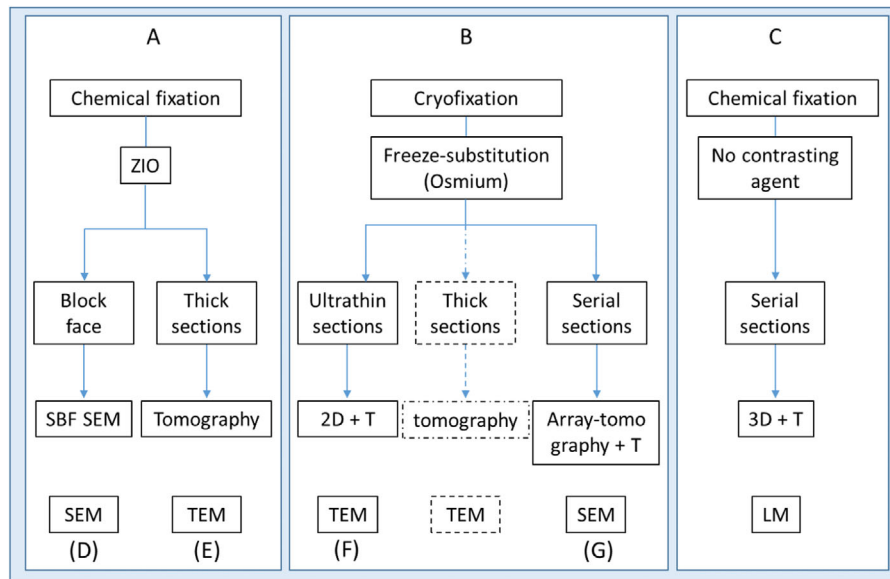 A
Chemical fixation
ZIO
Block
face
Thick
sections
SBF SEM
Tomography
SEM
TEM
(D)
(E)
B
Cryofixation
Freeze-substitution
(Osmium)
Ultrathin
sections
Thick
sections
Serial
sections
2D + T
tomography
Array-tomo
graphy + T
TEM
TEM
SEM
(F)
(G)
C
Chemical fixation
No contrasting
agent
Serial
sections
3D + T
LM